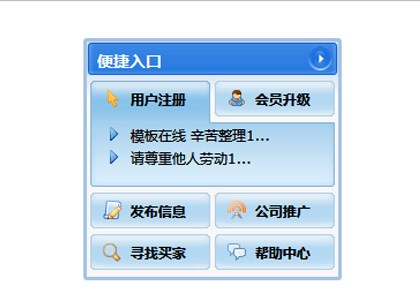 便捷入口
用户注册 会员升级
模板在线 辛苦整理1...
请尊重他人劳动1...
发布信息 公司推广
寻找买家 帮助中心